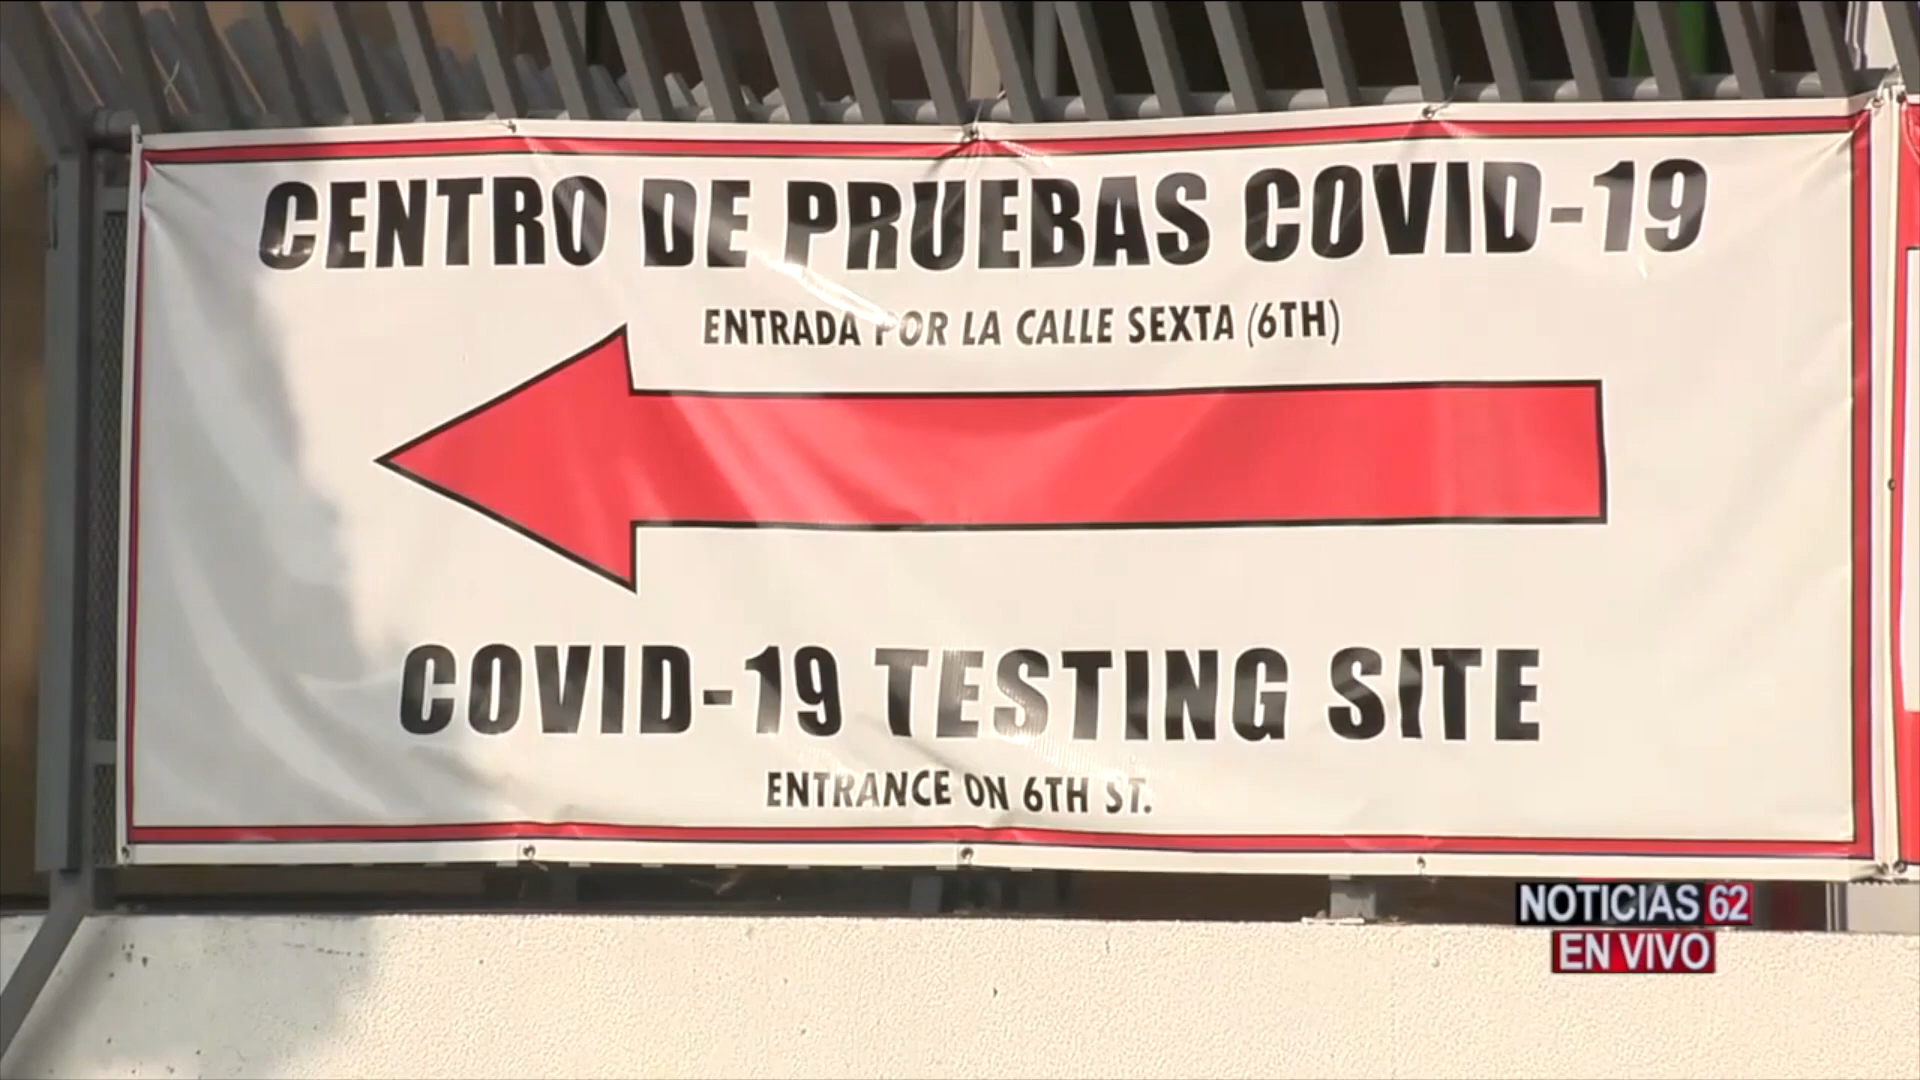 CENTRO DE PRUEBAS COVID-19
ENTRADA POR LA CALLE SEXTA (6TH)
COVID-19 TESTING SITE
ENTRANCE ON 6TH ST.
NOTICIAS 62
EN VIVO